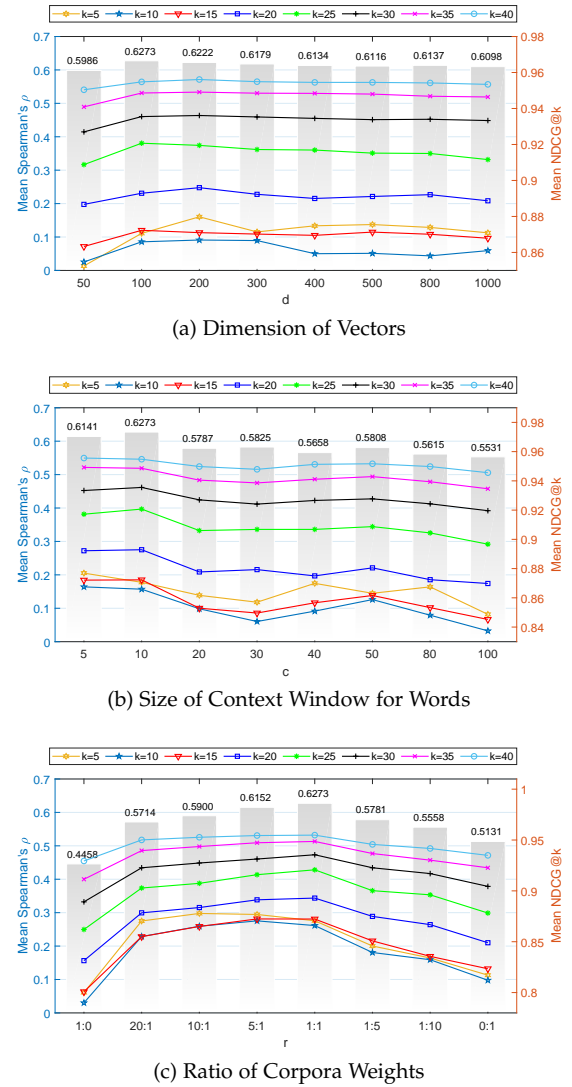 k=5 k=10 k=15 k=20 k=25 k=30 k=35 k=40
0.7 0.98
0.5986 0.6273 0.6222 0.6179 0.6134 0.6116 0.6137 0.6098
0.6 0.96
0.5 0.94
0.4 0.92
0.3 0.9
0.2 0.88
0.1 0.86
0
Mean Spearman's ρ
Mean NDCG@k
50 100 200 300 400 500 800 1000
d
(a) Dimension of Vectors
k=5 k=10 k=15 k=20 k=25 k=30 k=35 k=40
0.7 0.98
0.6141 0.6273 0.5787 0.5825 0.5658 0.5808 0.5615 0.5531
0.6 0.96
0.5 0.94
0.4 0.92
0.3 0.9
0.2 0.88
0.1 0.86
0 0.84
Mean Spearman's ρ
Mean NDCG@k
5 10 20 30 40 50 80 100
c
(b) Size of Context Window for Words
k=5 k=10 k=15 k=20 k=25 k=30 k=35 k=40
0.7 1
0.4458 0.5714 0.5900 0.6152 0.6273 0.5781 0.5558 0.5131
0.6 0.95
0.5
0.4 0.9
0.3
0.2 0.85
0.1 0.8
0
Mean Spearman's ρ
Mean NDCG@k
1:0 20:1 10:1 5:1 1:1 1:5 1:10 0:1
r
(c) Ratio of Corpora Weights